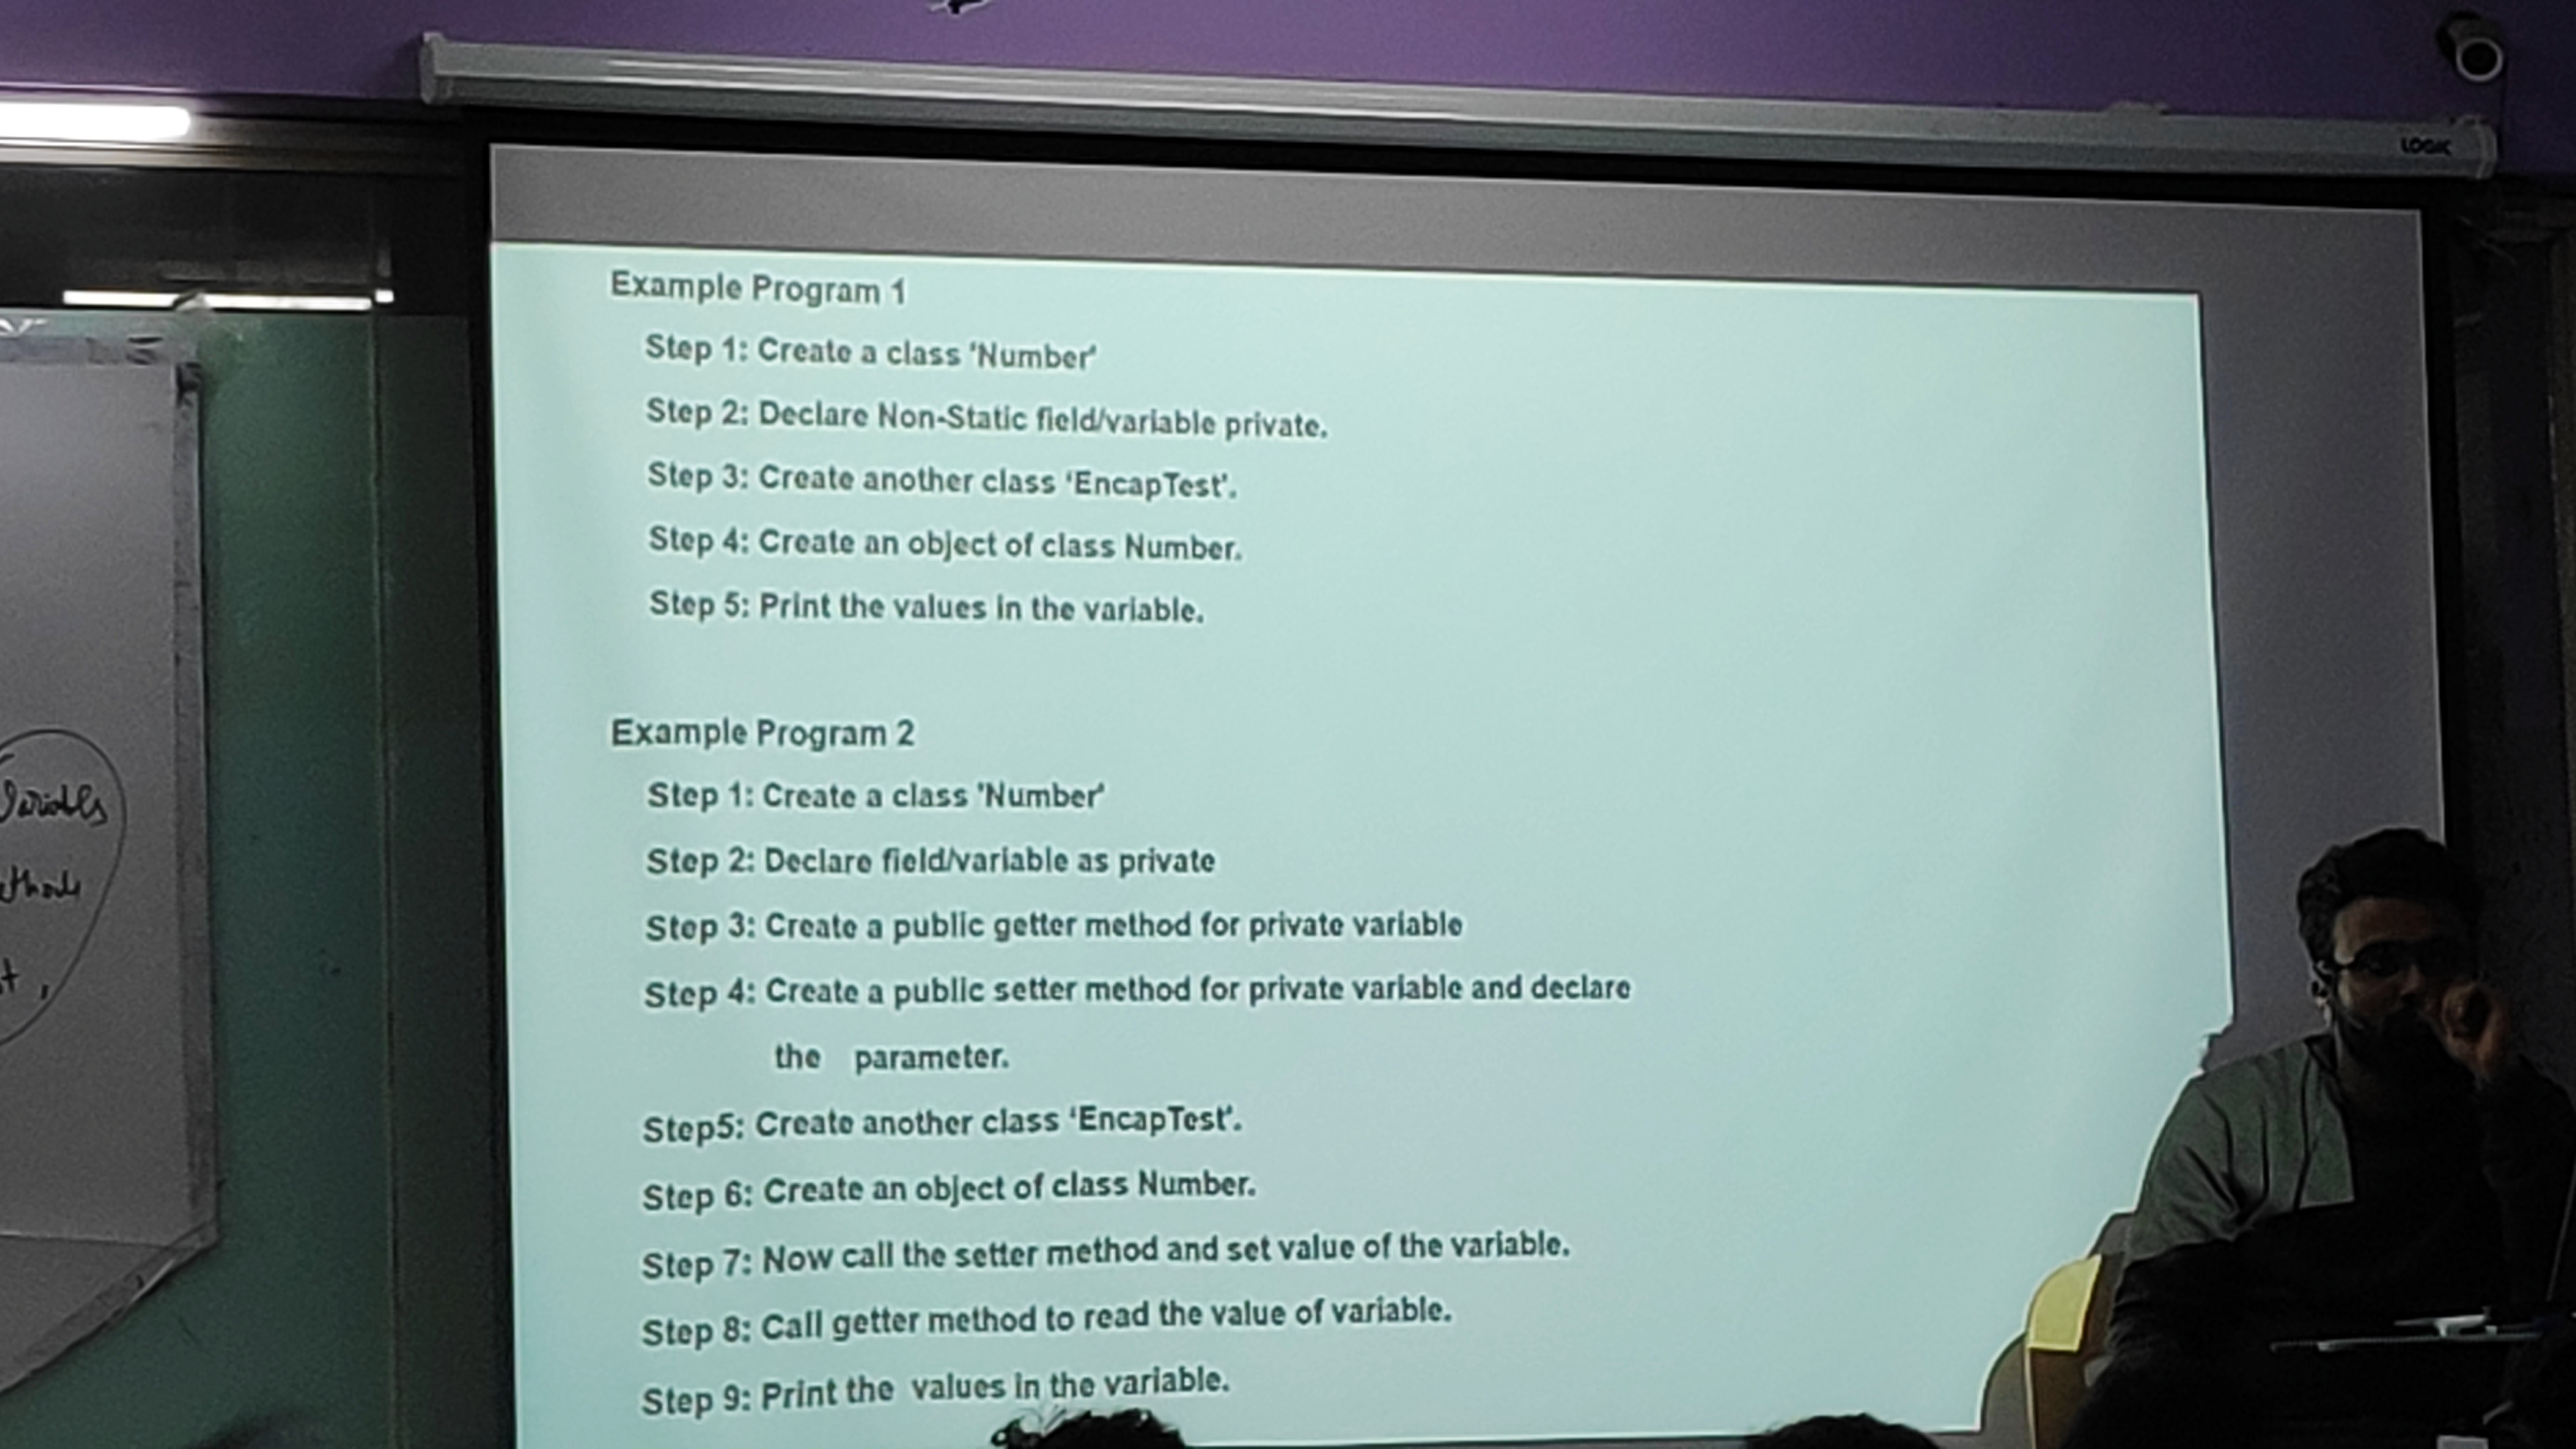 LOGIC
Example Program 1
Step 1: Create a class 'Number'
Step 2: Declare Non-Static field/variable private.
Step 3: Create another class ‘EncapTest’.
Step 4: Create an object of class Number.
Step 5: Print the values in the variable.
Example Program 2
Step 1: Create a class 'Number'
Step 2: Declare field/variable as private
Step 3: Create a public getter method for private variable
Step 4: Create a public setter method for private variable and declare
the parameter.
Step5: Create another class ‘EncapTest’.
Step 6: Create an object of class Number.
Step 7: Now call the setter method and set value of the variable.
Step 8: Call getter method to read the value of variable.
Step 9: Print the values in the variable.
Variables